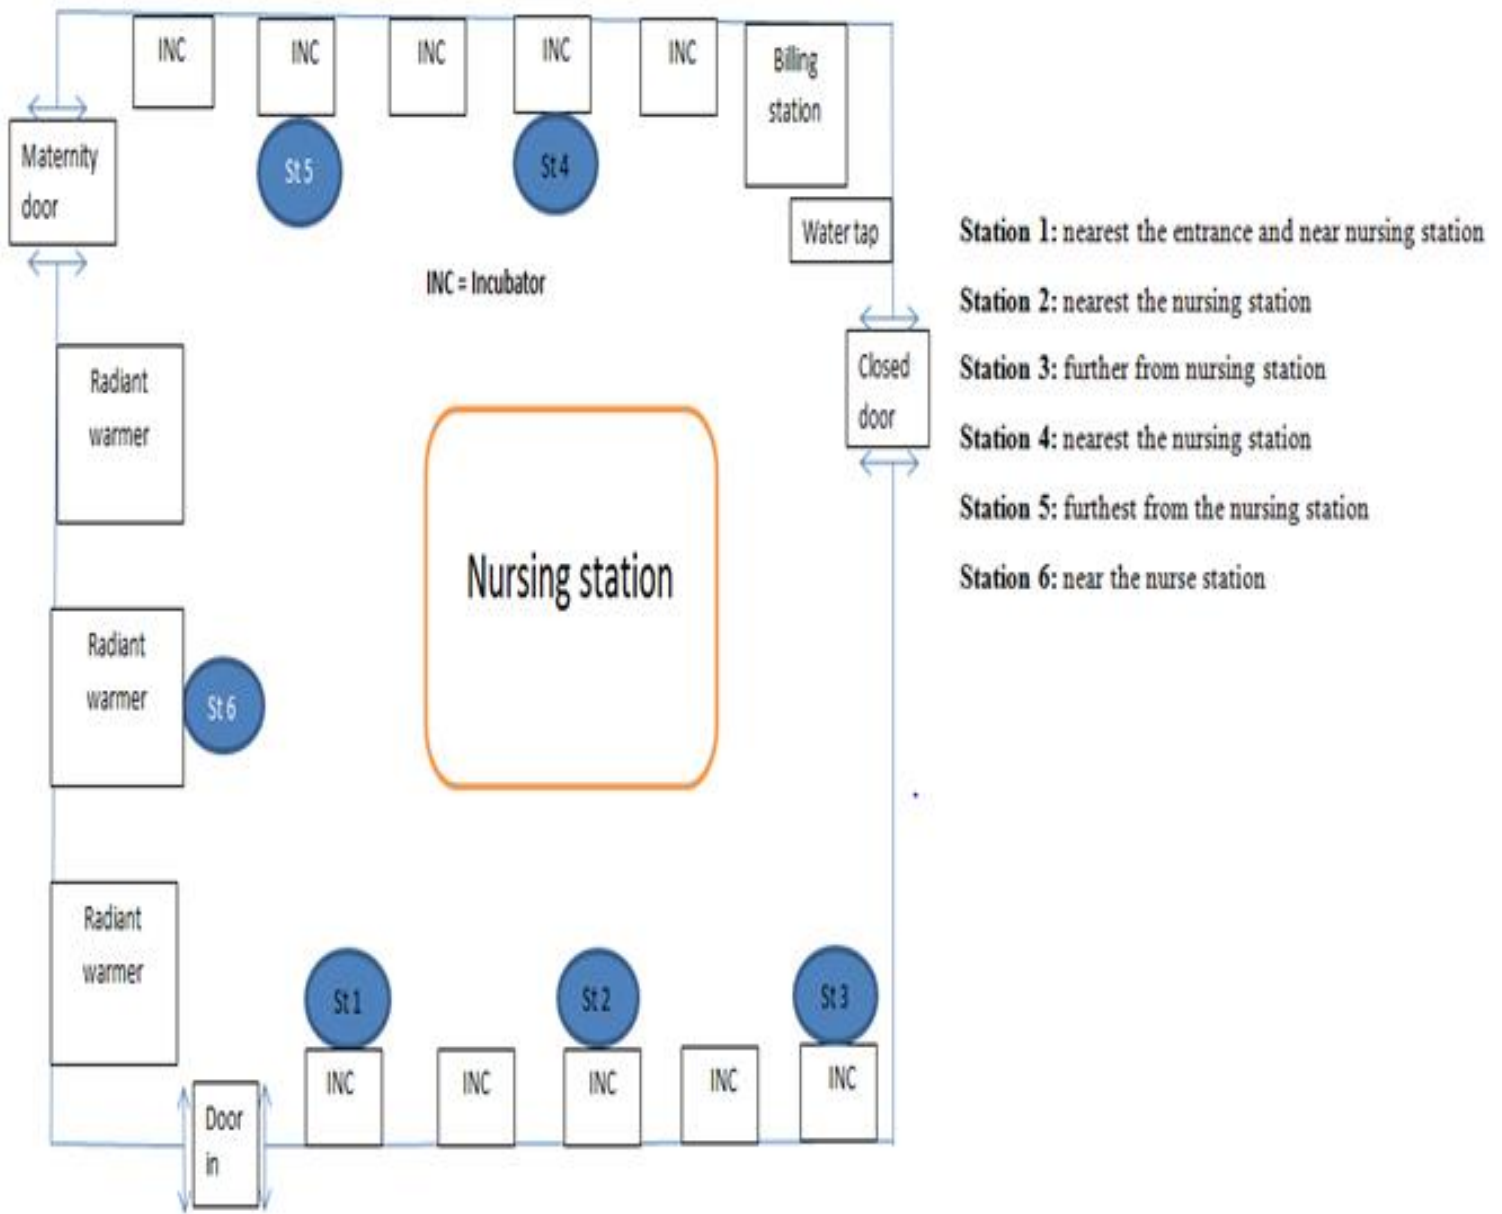 INC
INC
INC
INC
INC
Billing
station
Maternity
door
St 5
St 4
Water tap
INC = Incubator
Closed
door
Radiant
warmer
Nursing station
Radiant
warmer
St 6
Radiant
warmer
St 1
St 2
St 3
INC
INC
INC
INC
INC
Door
in
Station 1: nearest the entrance and near nursing station
Station 2: nearest the nursing station
Station 3: further from nursing station
Station 4: nearest the nursing station
Station 5: furthest from the nursing station
Station 6: near the nurse station